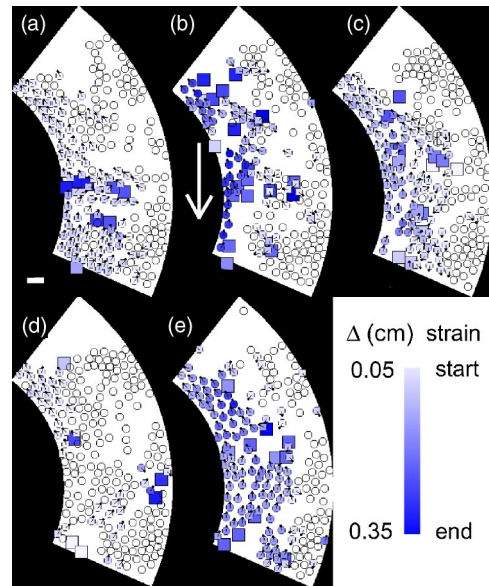 (a) (b) (c)
(d) (e)
Δ (cm) strain
0.05 start
0.35 end